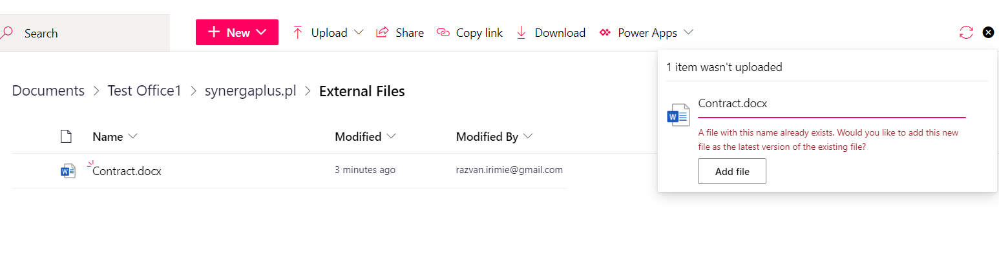 Search
New
Upload
Share
Copy link
Download
Power Apps
1 item wasn't uploaded
Documents > Test Office1 > synergaplus.pl > External Files
Contract.docx
A file with this name already exists. Would you like to add this new
file as the latest version of the existing file?
Add file
Name
Modified
Modified By
Contract.docx
3 minutes ago
razvan.irimie@gmail.com